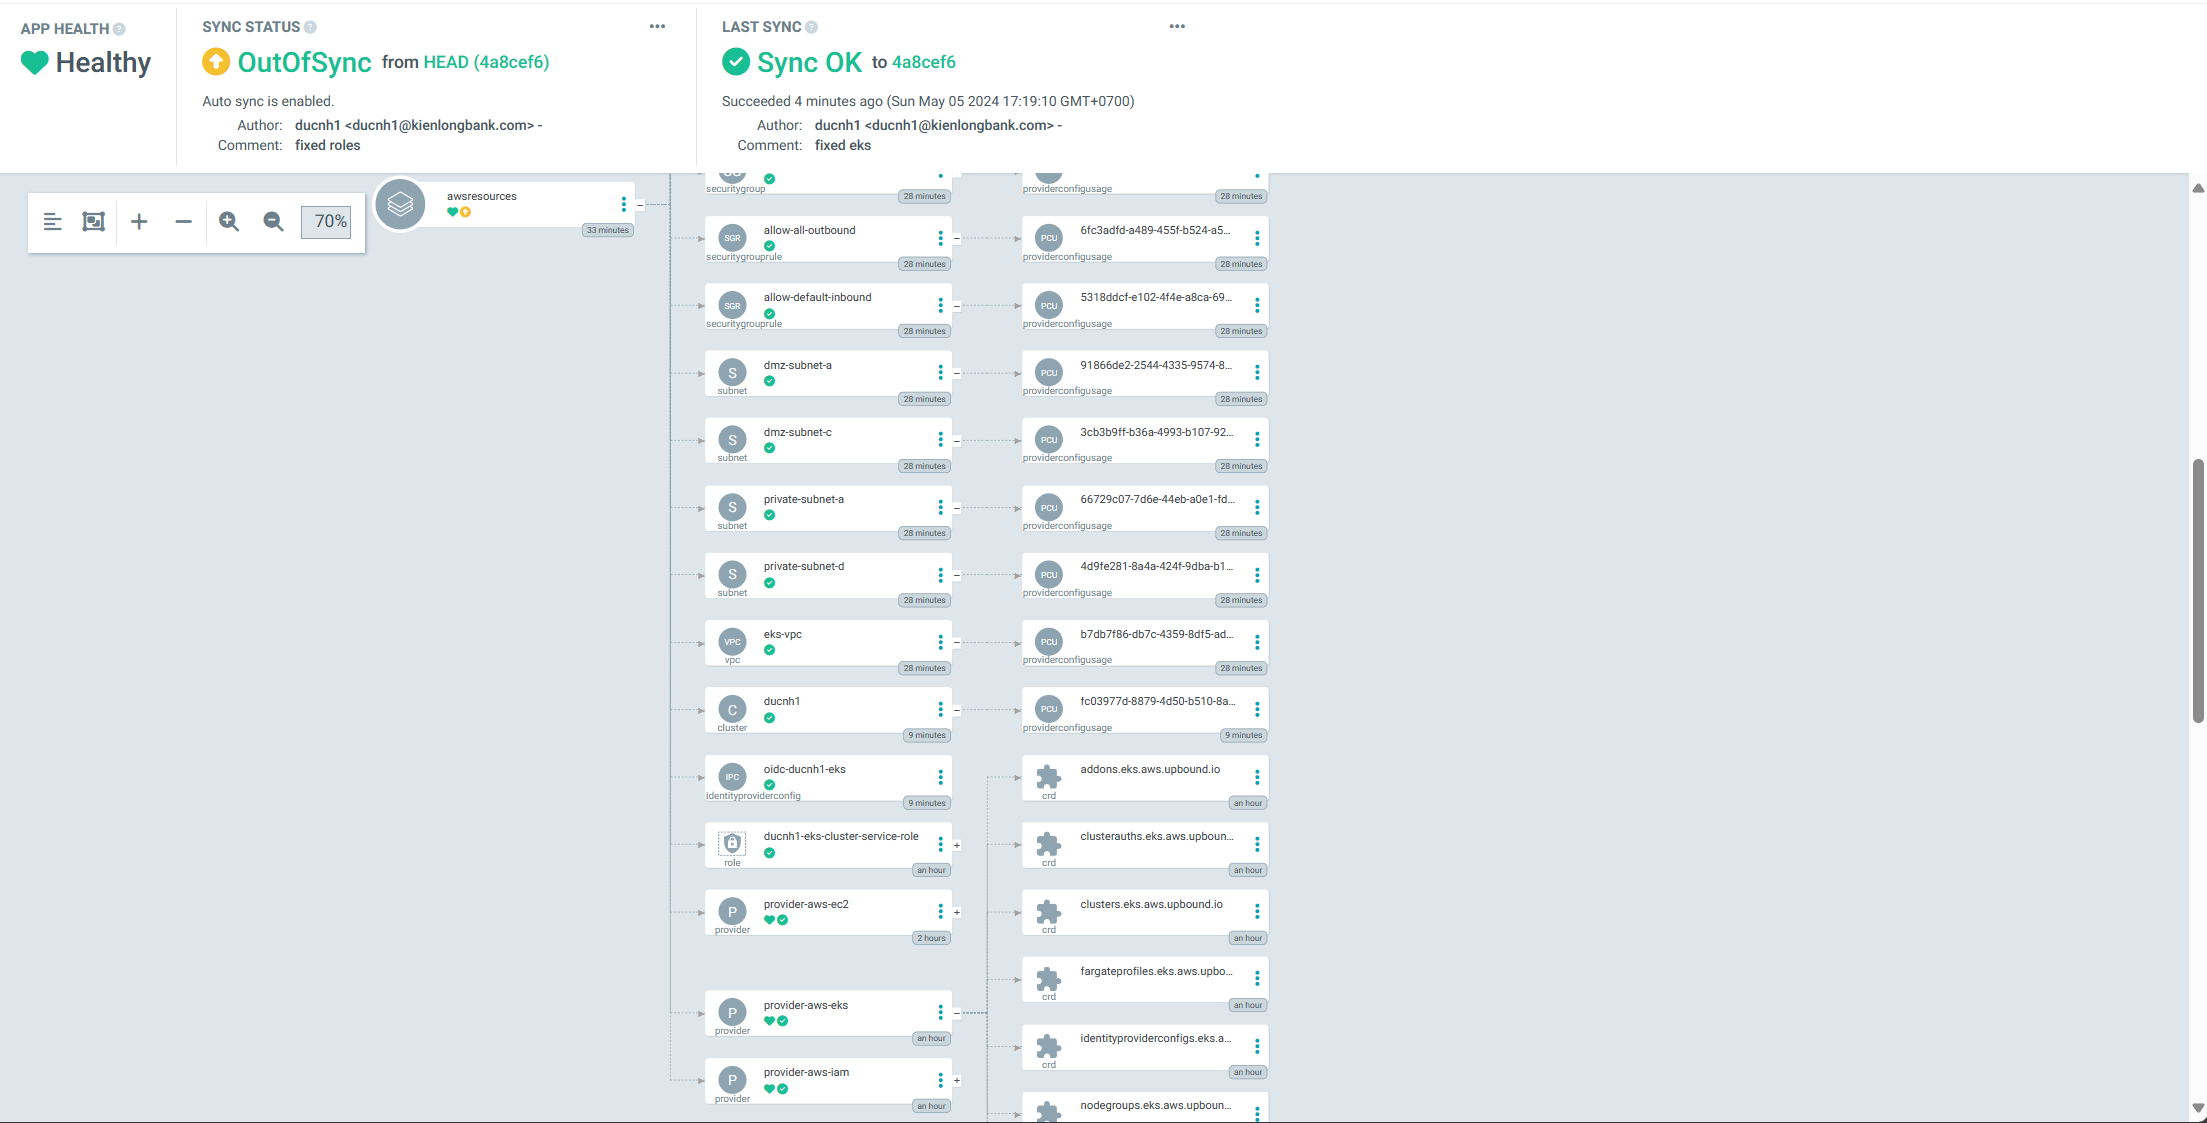 APP HEALTH
Healthy
SYNC STATUS
OutOfSync from HEAD (4a8cef6)
Auto sync is enabled.
Author: ducnh1 <ducnh1@kienlongbank.com> -
Comment: fixed roles
LAST SYNC
Sync OK to 4a8cef6
Succeeded 4 minutes ago (Sun May 05 2024 17:19:10 GMT+0700)
Author: ducnh1 <ducnh1@kienlongbank.com> -
Comment: fixed eks
70%
awsresources
33 minutes
securitygroup
28 minutes
providerconfigusage
28 minutes
SGR
allow-all-outbound
securitygrouprule
28 minutes
PCU
6fc3adfd-a489-455f-b524-a5...
providerconfigusage
28 minutes
SGR
allow-default-inbound
securitygrouprule
28 minutes
PCU
5318ddcf-e102-4f4e-a8ca-69...
providerconfigusage
28 minutes
S
dmz-subnet-a
subnet
28 minutes
PCU
91866de2-2544-4335-9574-8...
providerconfigusage
28 minutes
S
dmz-subnet-c
subnet
28 minutes
PCU
3cb3b9ff-b36a-4993-b107-92...
providerconfigusage
28 minutes
S
private-subnet-a
subnet
28 minutes
PCU
66729c07-7d6e-44eb-a0e1-fd...
providerconfigusage
28 minutes
S
private-subnet-d
subnet
28 minutes
PCU
4d9fe281-8a4a-424f-9dba-b1...
providerconfigusage
28 minutes
VPC
eks-vpc
vpc
28 minutes
PCU
b7db7f86-db7c-4359-8df5-ad...
providerconfigusage
28 minutes
C
ducnh1
cluster
9 minutes
PCU
fc03977d-8879-4d50-b510-8a...
providerconfigusage
9 minutes
IPC
oidc-ducnh1-eks
identityproviderconfig
9 minutes
addons.eks.aws.upbound.io
crd
an hour
ducnh1-eks-cluster-service-role
role
an hour
clusterauths.eks.aws.upboun...
crd
an hour
P
provider-aws-ec2
provider
2 hours
clusters.eks.aws.upbound.io
crd
an hour
fargateprofiles.eks.aws.upbo...
crd
an hour
P
provider-aws-eks
provider
an hour
identityproviderconfigs.eks.a...
crd
an hour
P
provider-aws-iam
provider
an hour
nodegroups.eks.aws.upboun...